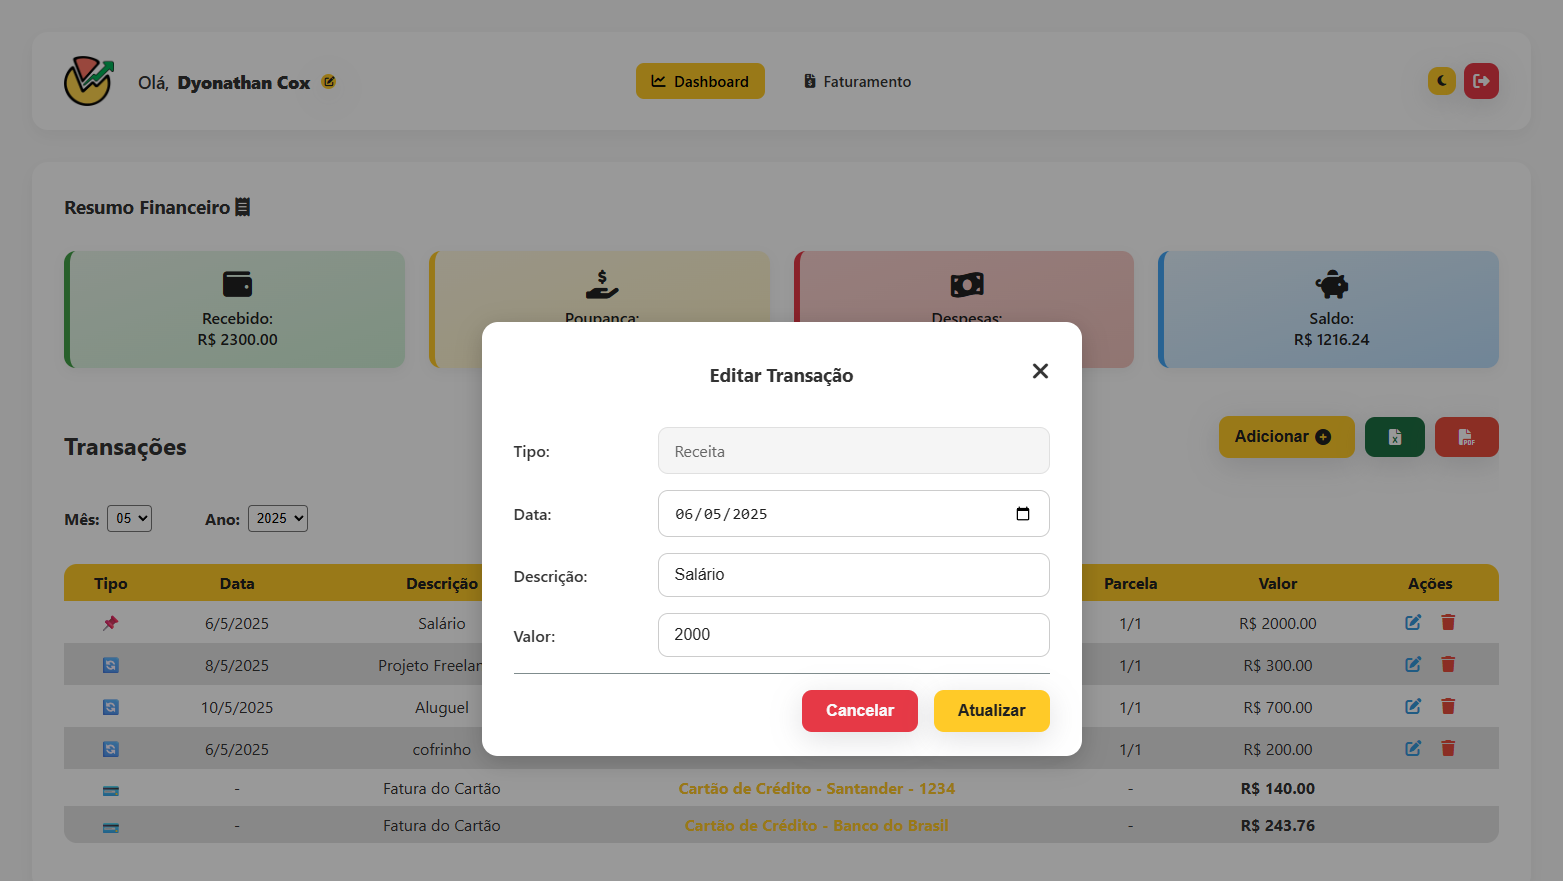 Olá, Dyonathan Cox
Dashboard
Faturamento
Resumo Financeiro
Recebido:
R$ 2300.00
Poupança:
Despesas:
Saldo:
R$ 1216.24
Editar Transação
Tipo:
Receita
Data:
06/05/2025
Descrição:
Salário
Valor:
2000
Cancelar
Atualizar
Transações
Adicionar
X
PDF
Mês: 05 Ano: 2025
Tipo Data Descrição Parcela Valor Ações
6/5/2025 Salário 1/1 R$ 2000.00
8/5/2025 Projeto Freelan 1/1 R$ 300.00
10/5/2025 Aluguel 1/1 R$ 700.00
6/5/2025 cofrinho 1/1 R$ 200.00
- Fatura do Cartão Cartão de Crédito - Santander - 1234 - R$ 140.00
- Fatura do Cartão Cartão de Crédito - Banco do Brasil - R$ 243.76